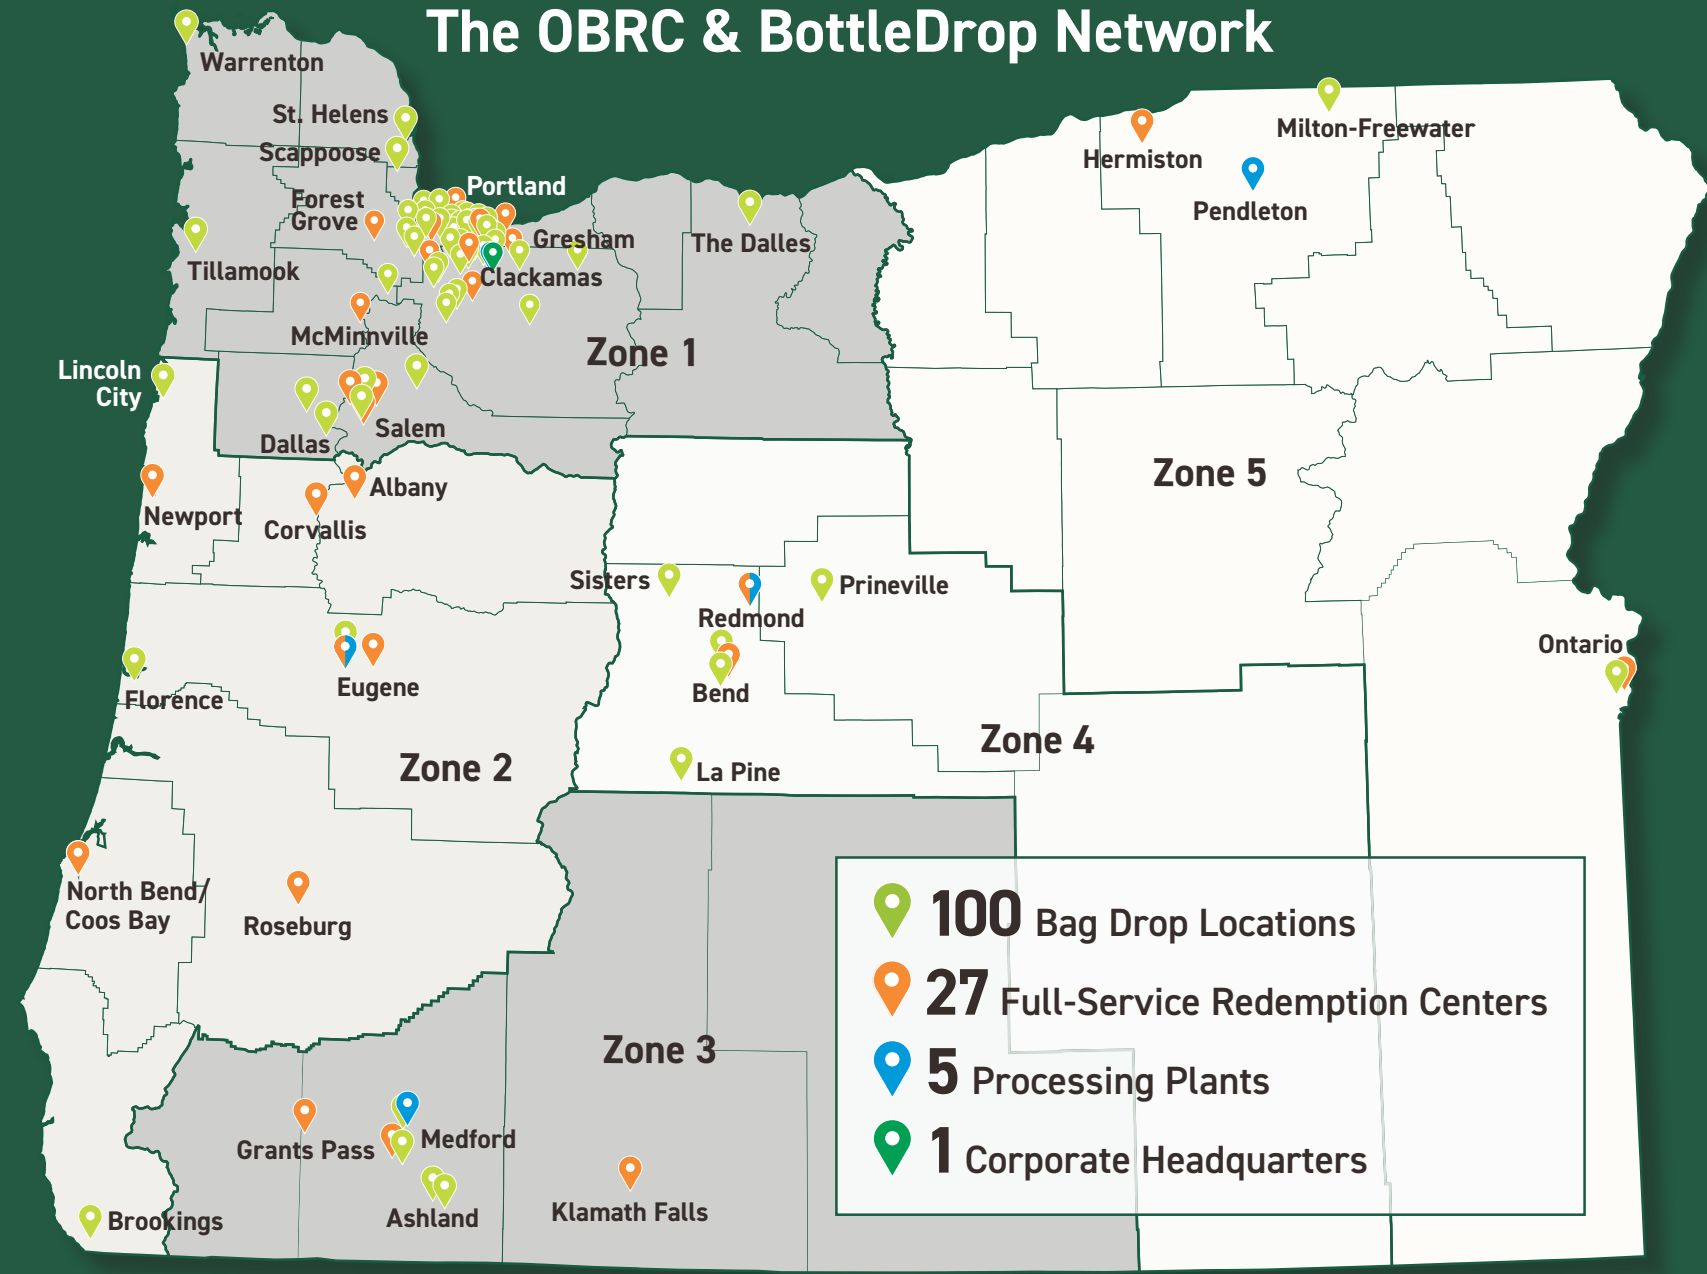 The OBRC & BottleDrop Network
Warrenton
St. Helens
Scappoose
Forest
Grove
Portland
Gresham
Clackamas
Tillamook
McMinnville
The Dalles
Hermiston
Milton-Freewater
Pendleton
Zone 1
Lincoln
City
Dallas
Salem
Albany
Newport
Corvallis
Zone 5
Sisters
Redmond
Prineville
Bend
La Pine
Ontario
Florence
Eugene
Zone 2
Zone 4
North Bend/
Coos Bay
Roseburg
Zone 3
Grants Pass
Medford
Ashland
Klamath Falls
Brookings
100 Bag Drop Locations
27 Full-Service Redemption Centers
5 Processing Plants
1 Corporate Headquarters